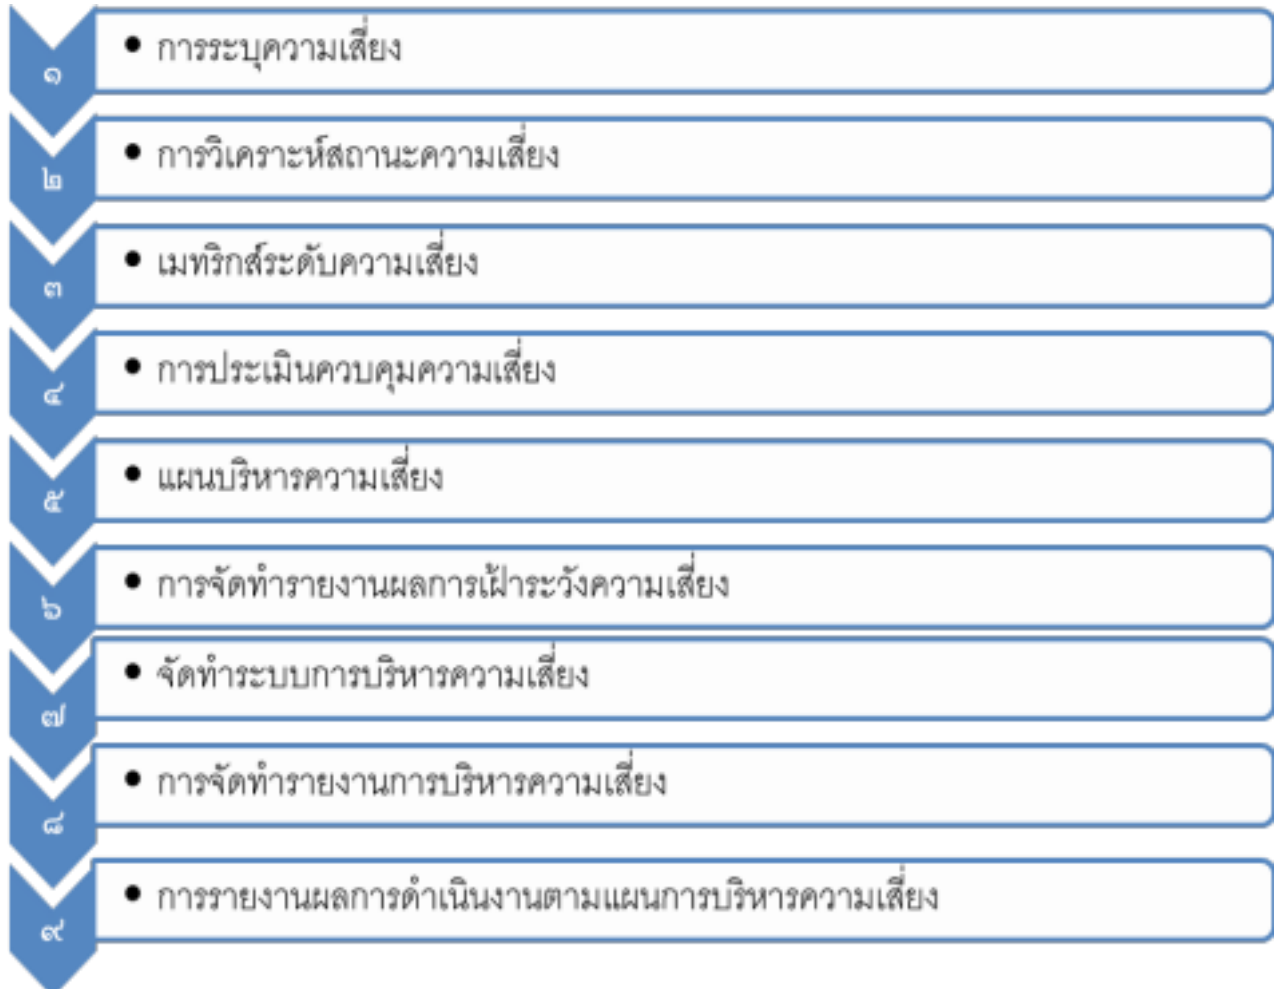 ๑
• การระบุความเสี่ยง
๒
• การวิเคราะห์สถานะความเสี่ยง
๓
• เมทริกส์ระดับความเสี่ยง
๔
• การประเมินควบคุมความเสี่ยง
๕
• แผนบริหารความเสี่ยง
๖
• การจัดทำรายงานผลการเฝ้าระวังความเสี่ยง
๗
• จัดทำระบบการบริหารความเสี่ยง
๘
• การจัดทำรายงานการบริหารความเสี่ยง
๙
• การรายงานผลการดำเนินงานตามแผนการบริหารความเสี่ยง